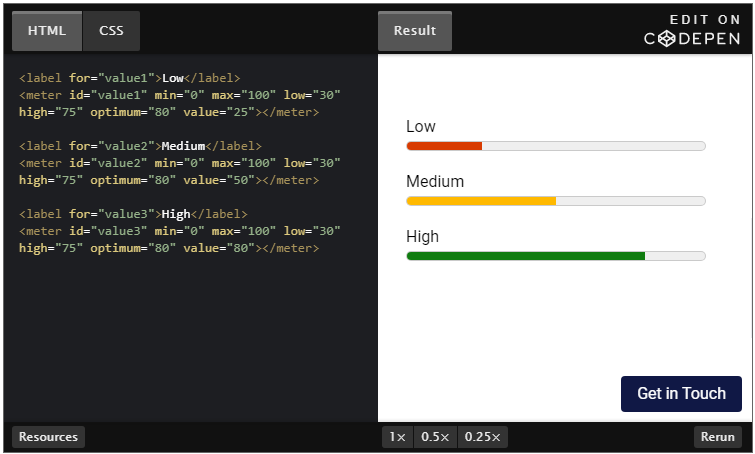 HTML CSS Result EDIT ON
CODEPEN
<label for="value1">Low</label>
<meter id="value1" min="0" max="100" low="30"
high="75" optimum="80" value="25"></meter>
<label for="value2">Medium</label>
<meter id="value2" min="0" max="100" low="30"
high="75" optimum="80" value="50"></meter>
<label for="value3">High</label>
<meter id="value3" min="0" max="100" low="30"
high="75" optimum="80" value="80"></meter>
Low
Medium
High
Get in Touch
Resources 1× 0.5× 0.25× Rerun